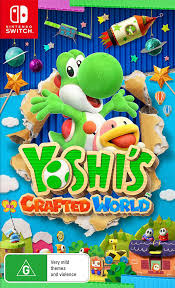 NINTENDO
SWITCH
YOSHI'S
CRAFTED WORLD
G
Very mild
themes
and violence